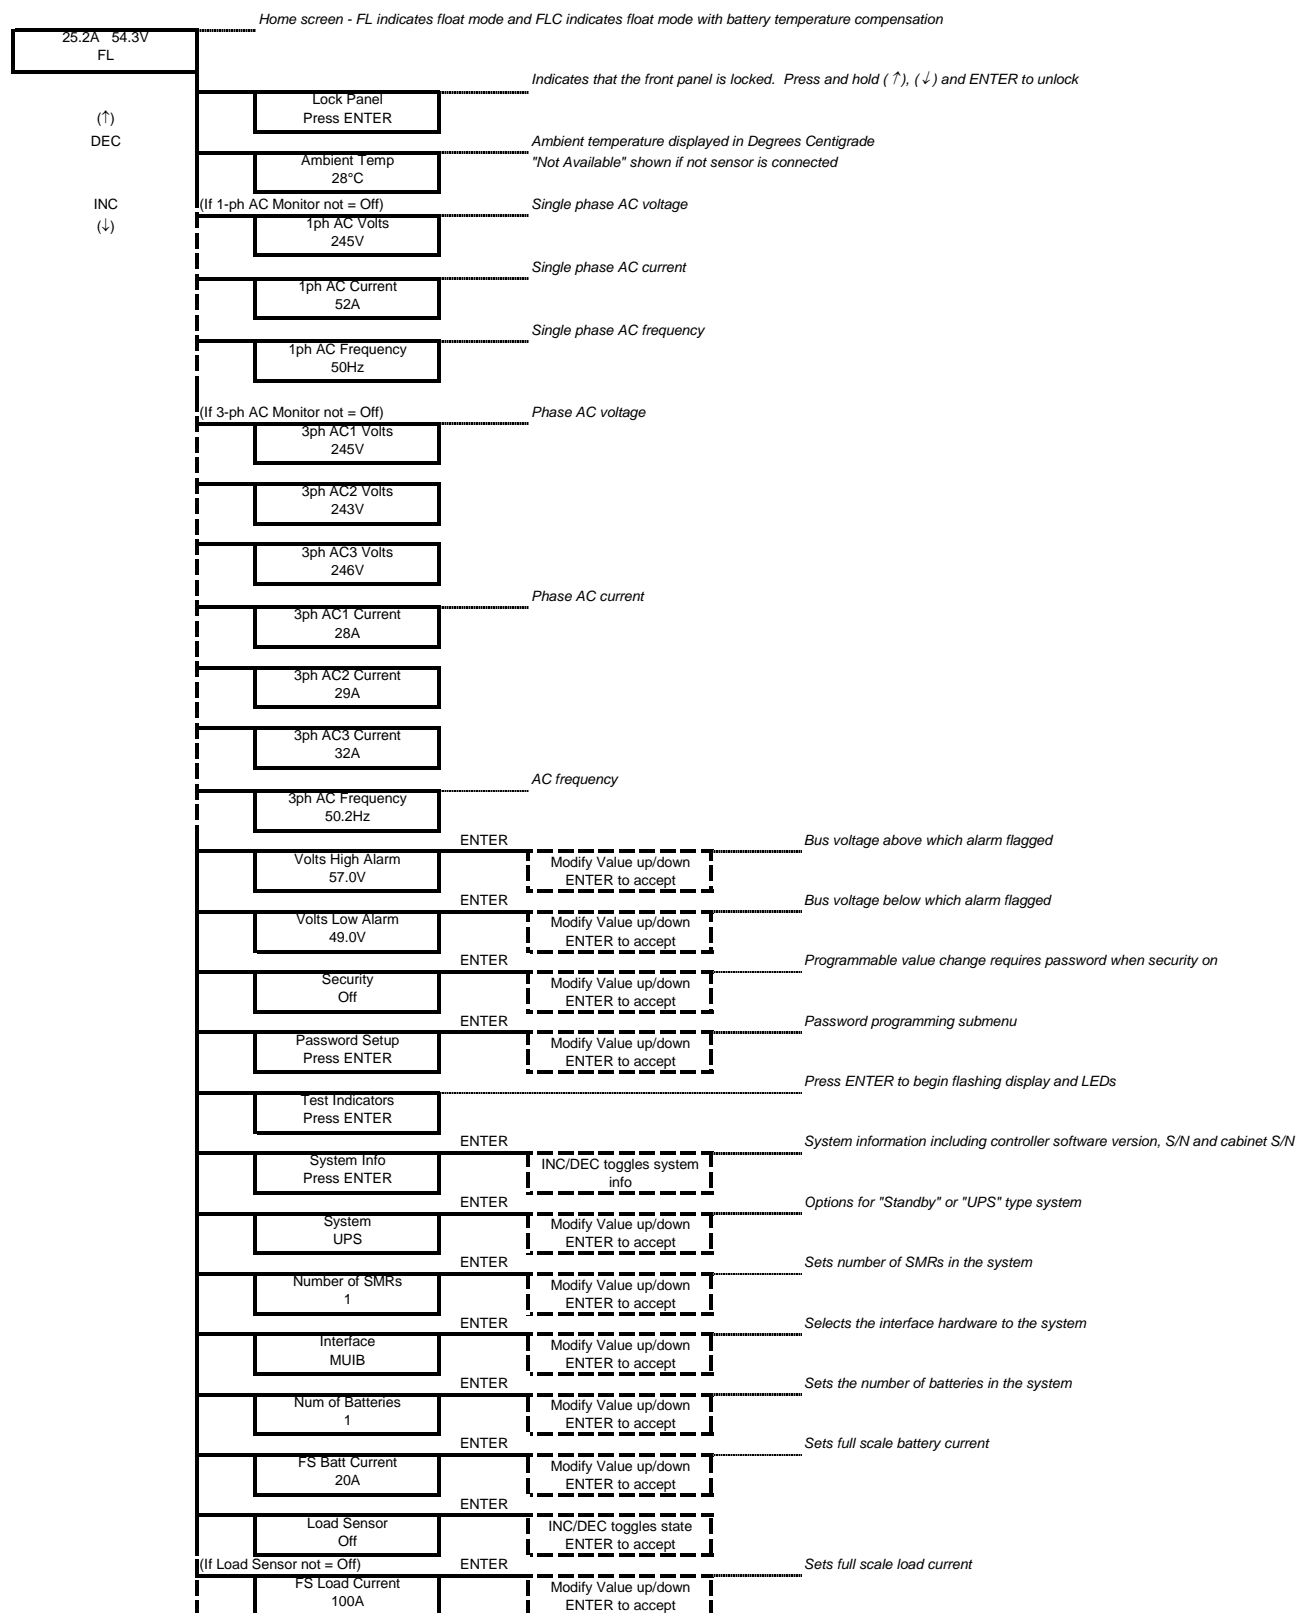 Home screen - FL indicates float mode and FLC indicates float mode with battery temperature compensation
25.2A 54.3V
FL
Indicates that the front panel is locked. Press and hold (↑), (↓) and ENTER to unlock
Lock Panel
Press ENTER
(↑)
DEC
Ambient temperature displayed in Degrees Centigrade
"Not Available" shown if not sensor is connected
Ambient Temp
28°C
INC
(↓)
(If 1-ph AC Monitor not = Off)
Single phase AC voltage
1ph AC Volts
245V
Single phase AC current
1ph AC Current
52A
Single phase AC frequency
1ph AC Frequency
50Hz
(If 3-ph AC Monitor not = Off)
Phase AC voltage
3ph AC1 Volts
245V
3ph AC2 Volts
243V
3ph AC3 Volts
246V
Phase AC current
3ph AC1 Current
28A
3ph AC2 Current
29A
3ph AC3 Current
32A
AC frequency
3ph AC Frequency
50.2Hz
ENTER
Bus voltage above which alarm flagged
Volts High Alarm
57.0V
Modify Value up/down
ENTER to accept
ENTER
Bus voltage below which alarm flagged
Volts Low Alarm
49.0V
Modify Value up/down
ENTER to accept
ENTER
Programmable value change requires password when security on
Security
Off
Modify Value up/down
ENTER to accept
ENTER
Password programming submenu
Password Setup
Press ENTER
Modify Value up/down
ENTER to accept
Press ENTER to begin flashing display and LEDs
Test Indicators
Press ENTER
ENTER
System information including controller software version, S/N and cabinet S/N
System Info
Press ENTER
INC/DEC toggles system
info
ENTER
Options for "Standby" or "UPS" type system
System
UPS
Modify Value up/down
ENTER to accept
ENTER
Sets number of SMRs in the system
Number of SMRs
1
Modify Value up/down
ENTER to accept
ENTER
Selects the interface hardware to the system
Interface
MUIB
Modify Value up/down
ENTER to accept
ENTER
Sets the number of batteries in the system
Num of Batteries
1
Modify Value up/down
ENTER to accept
ENTER
Sets full scale battery current
FS Batt Current
20A
Modify Value up/down
ENTER to accept
ENTER
Load Sensor
Off
INC/DEC toggles state
ENTER to accept
(If Load Sensor not = Off)
ENTER
Sets full scale load current
FS Load Current
100A
Modify Value up/down
ENTER to accept